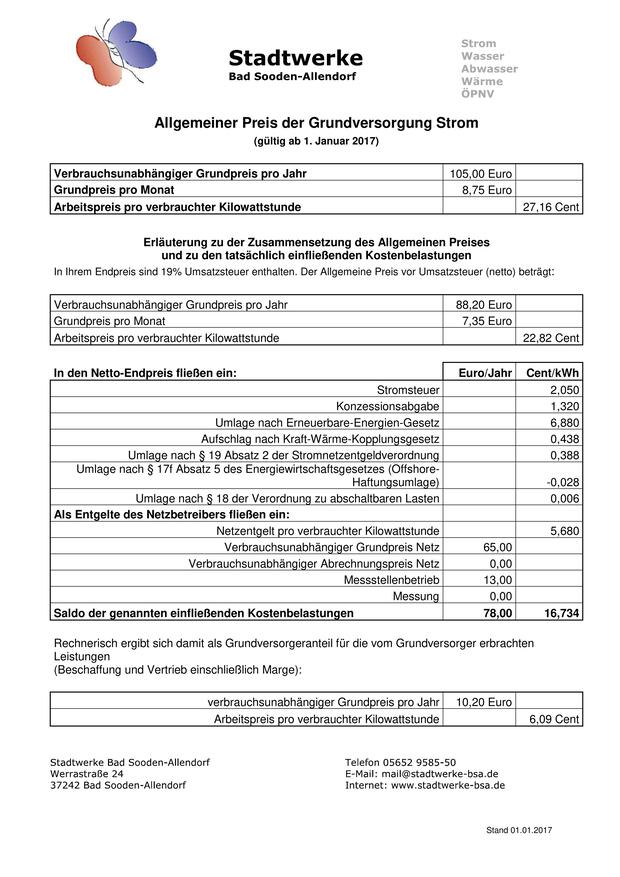 Stadtwerke
Bad Sooden-Allendorf
Strom
Wasser
Abwasser
Wärme
ÖPNV
Allgemeiner Preis der Grundversorgung Strom
(gültig ab 1. Januar 2017)
Verbrauchsunabhängiger Grundpreis pro Jahr 105,00 Euro
Grundpreis pro Monat 8,75 Euro
Arbeitspreis pro verbrauchter Kilowattstunde 27,16 Cent
Erläuterung zu der Zusammensetzung des Allgemeinen Preises
und zu den tatsächlich einfließenden Kostenbelastungen
In Ihrem Endpreis sind 19% Umsatzsteuer enthalten. Der Allgemeine Preis vor Umsatzsteuer (netto) beträgt:
Verbrauchsunabhängiger Grundpreis pro Jahr 88,20 Euro
Grundpreis pro Monat 7,35 Euro
Arbeitspreis pro verbrauchter Kilowattstunde 22,82 Cent
In den Netto-Endpreis fließen ein: Euro/Jahr Cent/kWh
Stromsteuer 2,050
Konzessionsabgabe 1,320
Umlage nach Erneuerbare-Energien-Gesetz 6,880
Aufschlag nach Kraft-Wärme-Kopplungsgesetz 0,438
Umlage nach § 19 Absatz 2 der Stromnetzentgeldverordnung 0,388
Umlage nach § 17f Absatz 5 des Energiewirtschaftsgesetzes (Offshore-
Haftungsumlage) -0,028
Umlage nach § 18 der Verordnung zu abschaltbaren Lasten 0,006
Als Entgelte des Netzbetreibers fließen ein:
Netzentgelt pro verbrauchter Kilowattstunde 5,680
Verbrauchsunabhängiger Grundpreis Netz 65,00
Verbrauchsunabhängiger Abrechnungspreis Netz 0,00
Messstellenbetrieb 13,00
Messung 0,00
Saldo der genannten einfließenden Kostenbelastungen 78,00 16,734
Rechnerisch ergibt sich damit als Grundversorgeranteil für die vom Grundversorger erbrachten
Leistungen
(Beschaffung und Vertrieb einschließlich Marge):
verbrauchsunabhängiger Grundpreis pro Jahr 10,20 Euro
Arbeitspreis pro verbrauchter Kilowattstunde 6,09 Cent
Stadtwerke Bad Sooden-Allendorf
Werrastraße 24
37242 Bad Sooden-Allendorf
Telefon 05652 9585-50
E-Mail: mail@stadtwerke-bsa.de
Internet: www.stadtwerke-bsa.de
Stand 01.01.2017